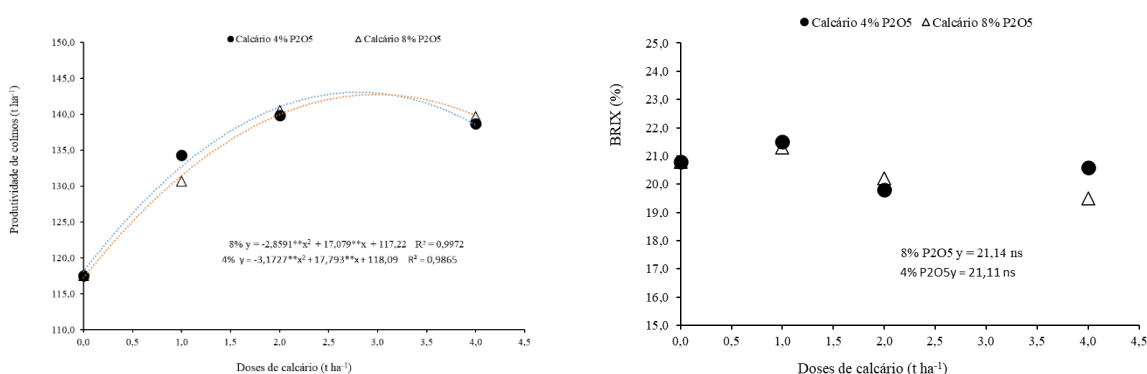 Calcário 4% P2O5 Calcário 8% P2O5
150,0
145,0
140,0
135,0
130,0
125,0
120,0
115,0
110,0
Produtividade de colmos (t ha⁻¹)
8% y = -2,8591**x² + 17,079**x + 117,22 R² = 0,9972
4% y = -3,1727**x² + 17,793**x + 118,09 R² = 0,9865
0,0 0,5 1,0 1,5 2,0 2,5 3,0 3,5 4,0 4,5
Doses de calcário (t ha⁻¹)
Calcário 4% P2O5 Calcário 8% P2O5
25,0
24,0
23,0
22,0
21,0
20,0
19,0
18,0
17,0
16,0
15,0
BRIX (%)
8% P2O5 y = 21,14 ns
4% P2O5y = 21,11 ns
0,0 0,5 1,0 1,5 2,0 2,5 3,0 3,5 4,0 4,5
Doses de calcário (t ha⁻¹)